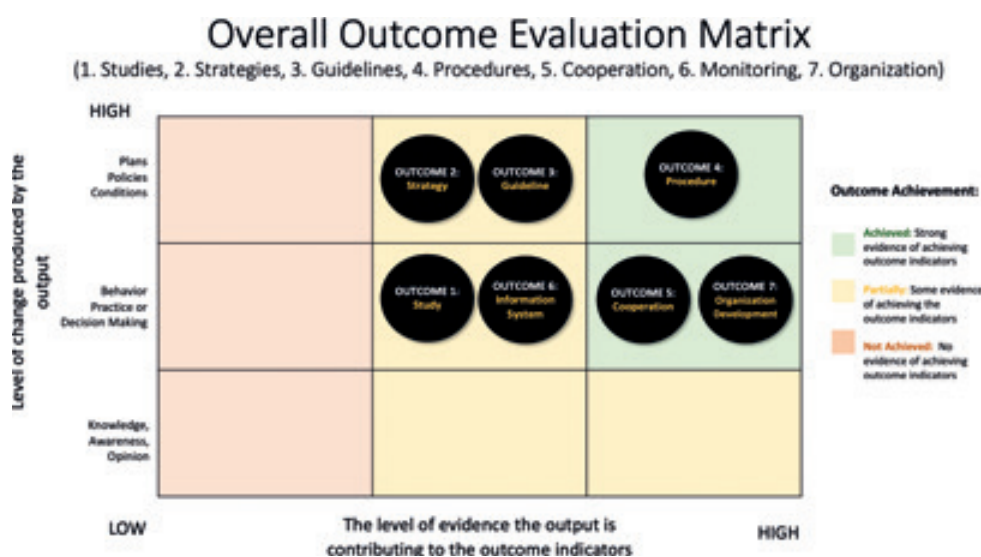 Overall Outcome Evaluation Matrix
(1. Studies, 2. Strategies, 3. Guidelines, 4. Procedures, 5. Cooperation, 6. Monitoring, 7. Organization)
HIGH
Level of change produced by the
output
Plans
Policies
Conditions
OUTCOME 2:
Strategy
OUTCOME 3:
Guideline
OUTCOME 4:
Procedure
Behavior
Practice or
Decision Making
OUTCOME 1:
Study
OUTCOME 6:
Information
System
OUTCOME 5:
Cooperation
OUTCOME 7:
Organization
Development
Knowledge,
Awareness,
Opinion
LOW
The level of evidence the output is
contributing to the outcome indicators
HIGH
Outcome Achievement:
Achieved: Strong
evidence of achieving
outcome indicators
Partially: Some evidence
of achieving the
outcome indicators
Not Achieved: No
evidence of achieving
outcome indicators